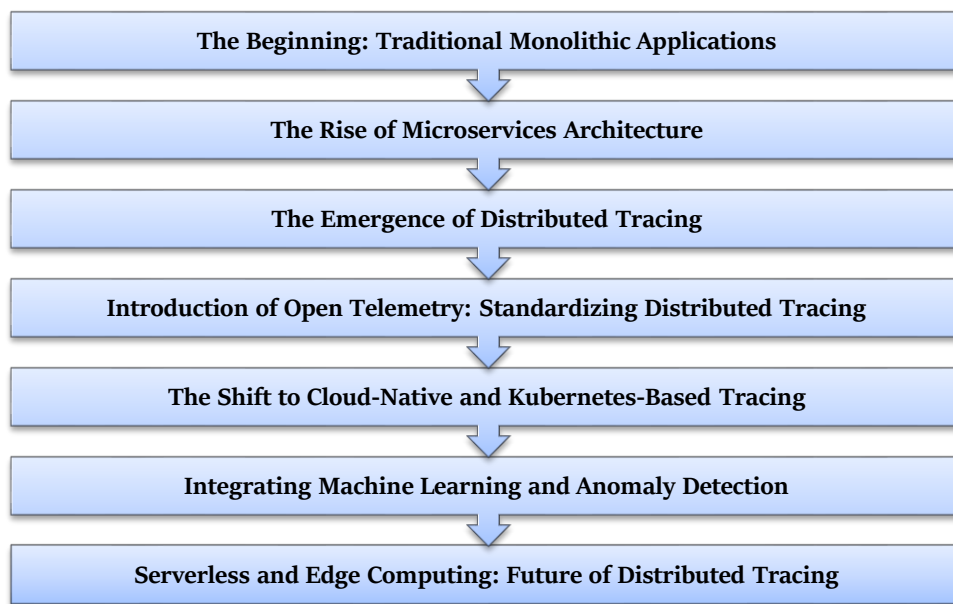 The Beginning: Traditional Monolithic Applications
The Rise of Microservices Architecture
The Emergence of Distributed Tracing
Introduction of Open Telemetry: Standardizing Distributed Tracing
The Shift to Cloud-Native and Kubernetes-Based Tracing
Integrating Machine Learning and Anomaly Detection
Serverless and Edge Computing: Future of Distributed Tracing